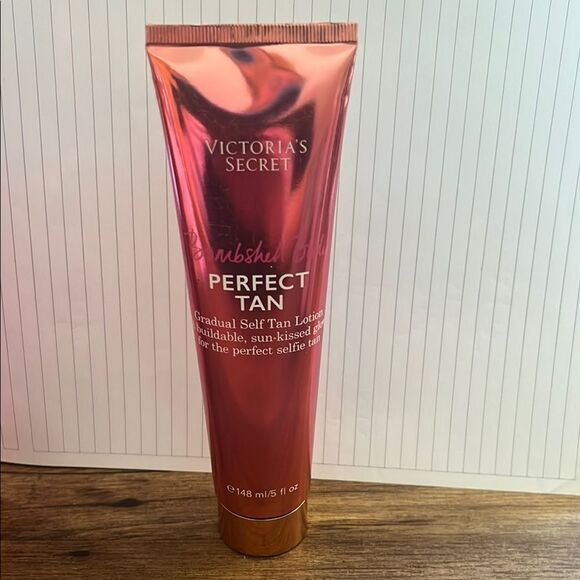 VICTORIA'S
SECRET
Bombshell
PERFECT
TAN
Gradual Self Tan Lotion
buildable, sun-kissed
for the perfect selfie tan
℮ 148 ml/5 fl oz